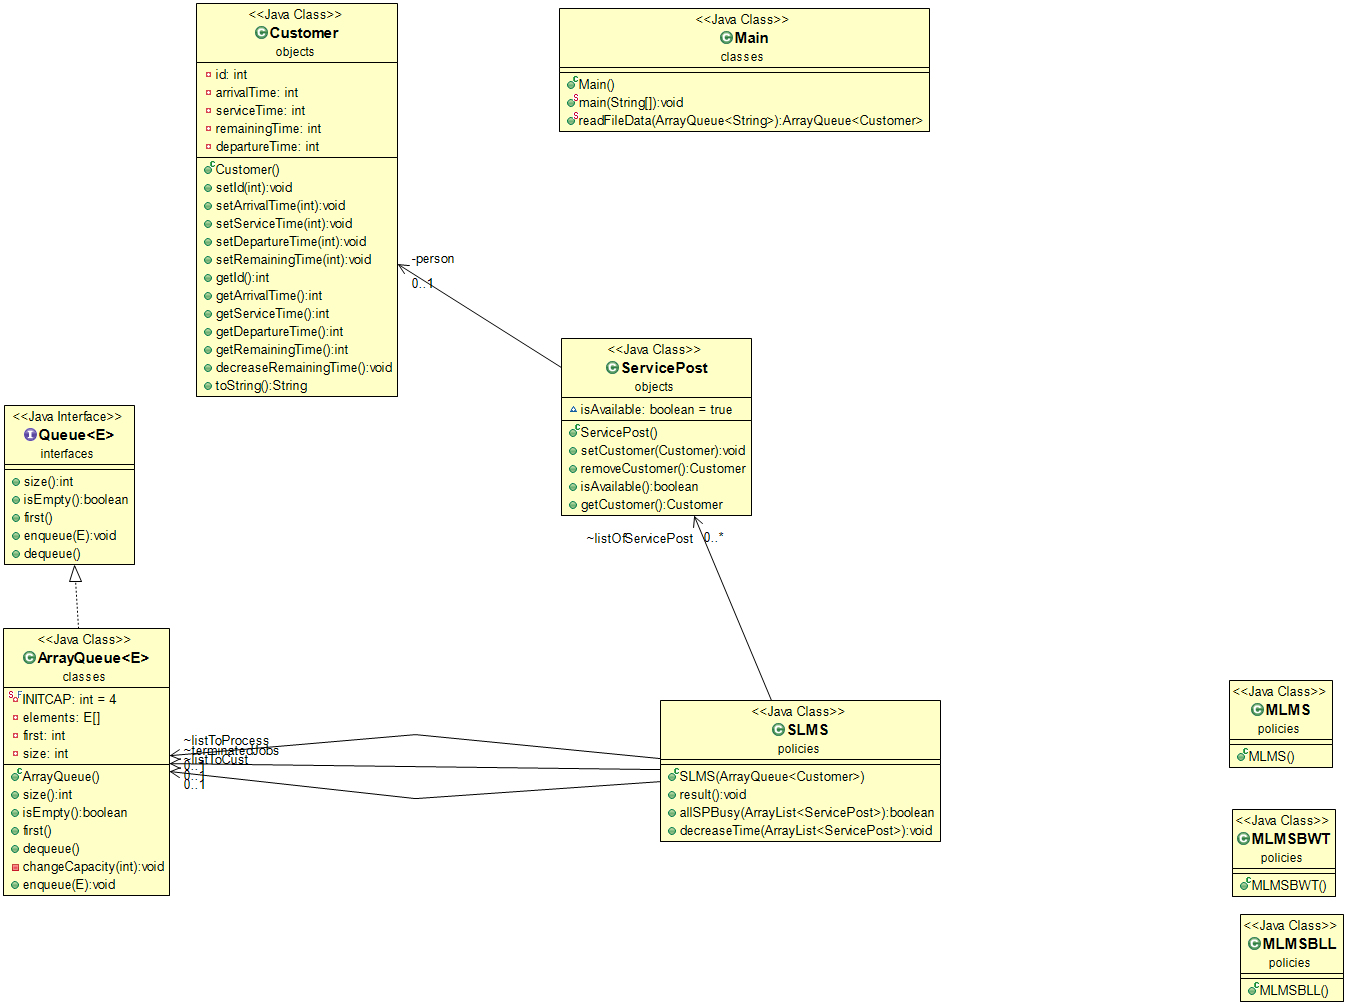 <<Java Class>>
Customer
objects
id: int
arrivalTime: int
serviceTime: int
remainingTime: int
departureTime: int
Customer()
setId(int):void
setArrivalTime(int):void
setServiceTime(int):void
setDepartureTime(int):void
setRemainingTime(int):void
getId():int
getArrivalTime():int
getServiceTime():int
getDepartureTime():int
getRemainingTime():int
decreaseRemainingTime():void
toString():String
<<Java Class>>
Main
classes
Main()
main(String[]):void
readFileData(ArrayQueue<String>):ArrayQueue<Customer>
-person
0..1
<<Java Class>>
ServicePost
objects
isAvailable: boolean = true
ServicePost()
setCustomer(Customer):void
removeCustomer():Customer
isAvailable():boolean
getCustomer():Customer
~listOfServicePost 0..*
<<Java Interface>>
Queue<E>
interfaces
size():int
isEmpty():boolean
first()
enqueue(E):void
dequeue()
<<Java Class>>
ArrayQueue<E>
classes
INITCAP: int = 4
elements: E[]
first: int
size: int
ArrayQueue()
size():int
isEmpty():boolean
first()
dequeue()
changeCapacity(int):void
enqueue(E):void
~listToProcess
~terminatedJobs
~listToCust
0..1
0..1
0..1
<<Java Class>>
SLMS
policies
SLMS(ArrayQueue<Customer>)
result():void
allSPBusy(ArrayList<ServicePost>):boolean
decreaseTime(ArrayList<ServicePost>):void
<<Java Class>>
MLMS
policies
MLMS()
<<Java Class>>
MLMSBWT
policies
MLMSBWT()
<<Java Class>>
MLMSBLL
policies
MLMSBLL()